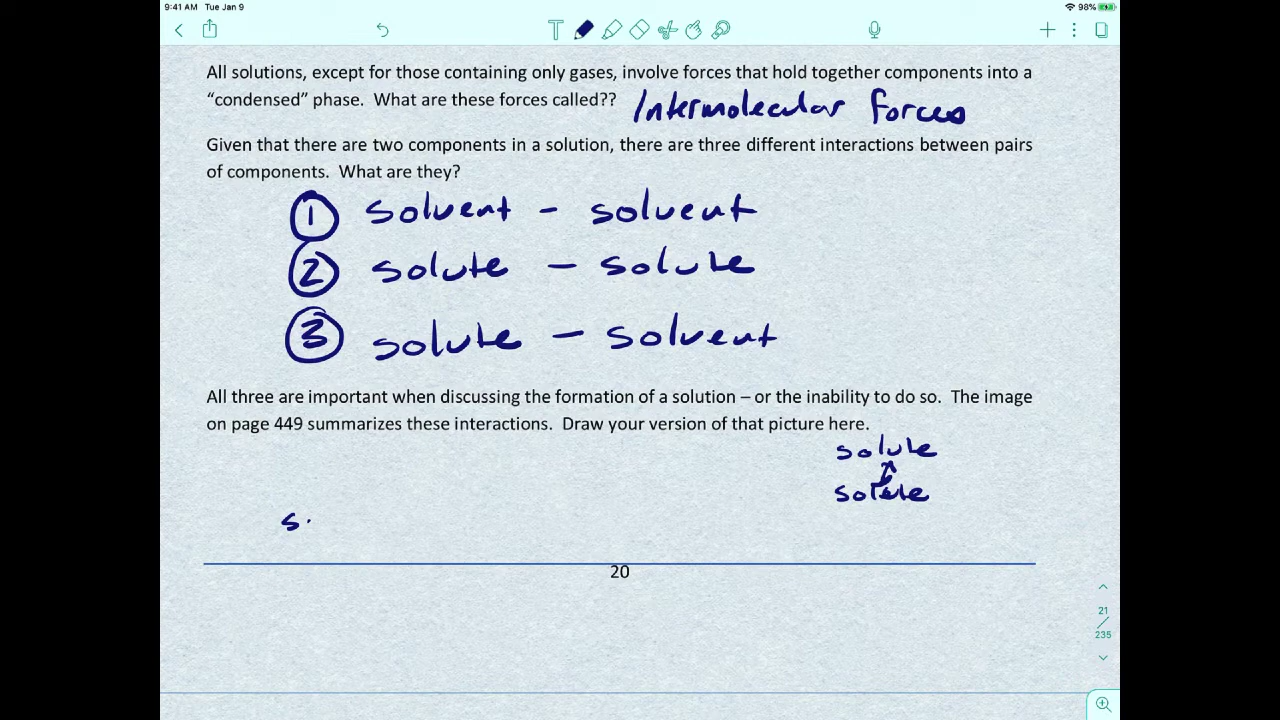 9:41 AM Tue Jan 9 98%
All solutions, except for those containing only gases, involve forces that hold together components into a
“condensed” phase. What are these forces called?? Intermolecular forces
Given that there are two components in a solution, there are three different interactions between pairs
of components. What are they?
1 solvent - solvent
2 solute - solute
3 solute - solvent
All three are important when discussing the formation of a solution – or the inability to do so. The image
on page 449 summarizes these interactions. Draw your version of that picture here.
solute
solute
s
20
21
/
235